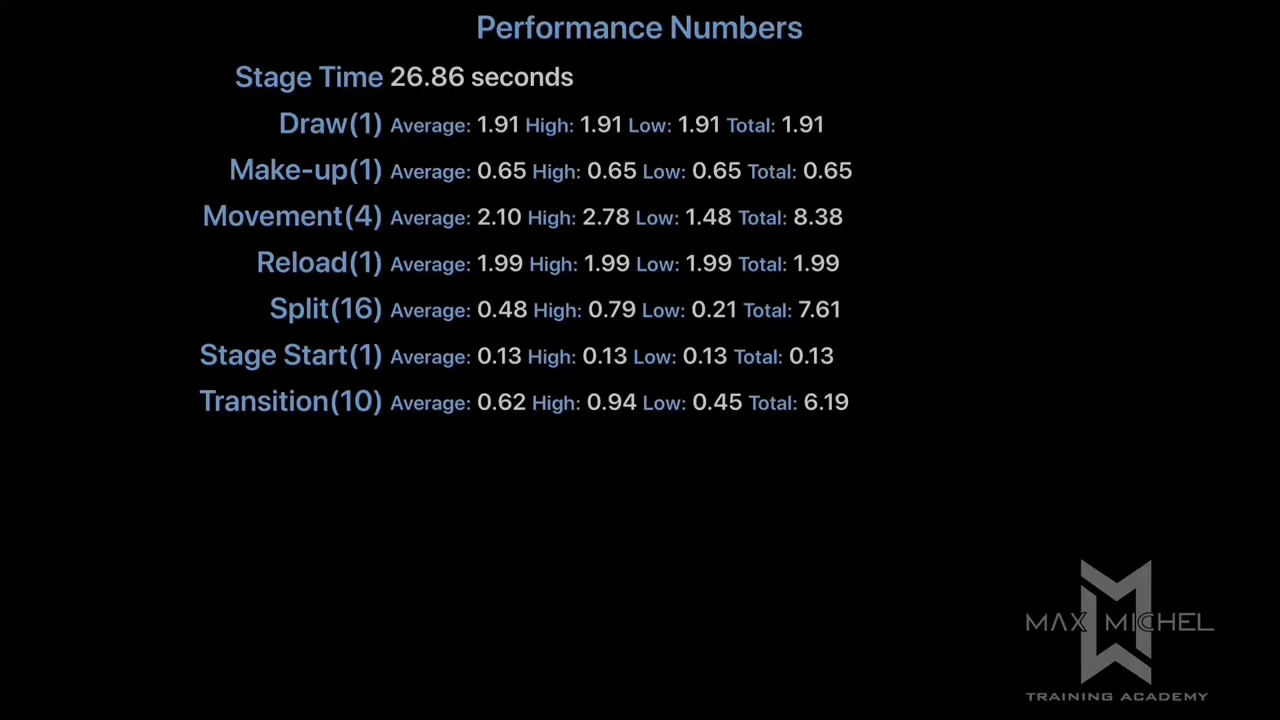 Performance Numbers
Stage Time 26.86 seconds
Draw(1) Average: 1.91 High: 1.91 Low: 1.91 Total: 1.91
Make-up(1) Average: 0.65 High: 0.65 Low: 0.65 Total: 0.65
Movement(4) Average: 2.10 High: 2.78 Low: 1.48 Total: 8.38
Reload(1) Average: 1.99 High: 1.99 Low: 1.99 Total: 1.99
Split(16) Average: 0.48 High: 0.79 Low: 0.21 Total: 7.61
Stage Start(1) Average: 0.13 High: 0.13 Low: 0.13 Total: 0.13
Transition(10) Average: 0.62 High: 0.94 Low: 0.45 Total: 6.19
MAX MICHEL
TRAINING ACADEMY